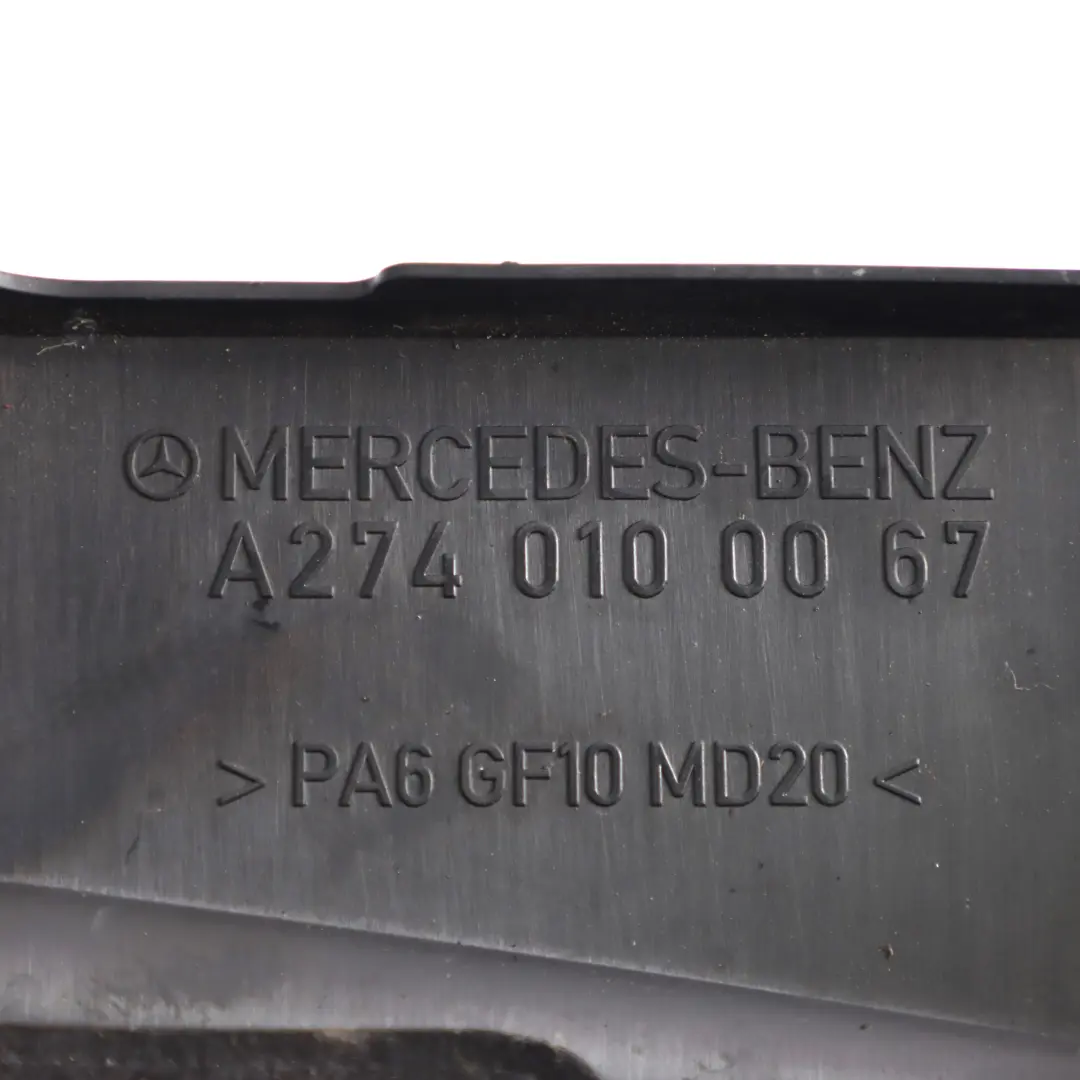 MERCEDES-BENZ
A274 010 00 67
> PA6 GF10 MD20 <